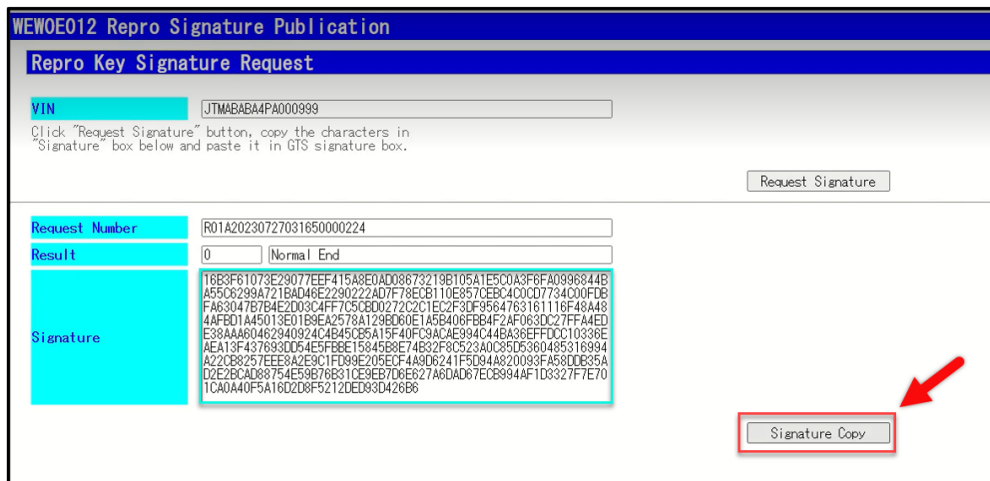 WEWOE012 Repro Signature Publication
Repro Key Signature Request
VIN JTMABABA4PA000999
Click "Request Signature" button, copy the characters in
"Signature" box below and paste it in GTS signature box.
Request Signature
Request Number R01A20230727031650000224
Result 0 Normal End
Signature
16B3F61073E29077EEF415A8E0AD08673219B105A1E5C0A3F6FA0996844B
A55C6299A721BAD46E2290222AD7F78ECB110E857CEBC4C0CD7734C00FDB
FA63047B7B4E2D03C4FF7C5CBD0272C2C1EC2F3DF9564763161116F48A48
4AFBD1A45013E01B9EA2578A129BD60E1A5B406FBB4F2AF063DC27FFA4ED
E38AAA60462940924C4B45CB5A15F40FC9ACAE994C44BA36EFFDCC10336E
AEA13F437693DD54E5FBBE15845B8E74B32F8C523A0C85D5360485316994
A22CB8257EEE8A2E9C1FD99E205ECF4A9D6241F5D94A820093FA58DDB35A
D2E2BCAD88754E59B76B31CE9EB7D6E627A6DAD67ECB994AF1D3327F7E70
1CA0A40F5A16D2D8F5212DED93D426B6
Signature Copy